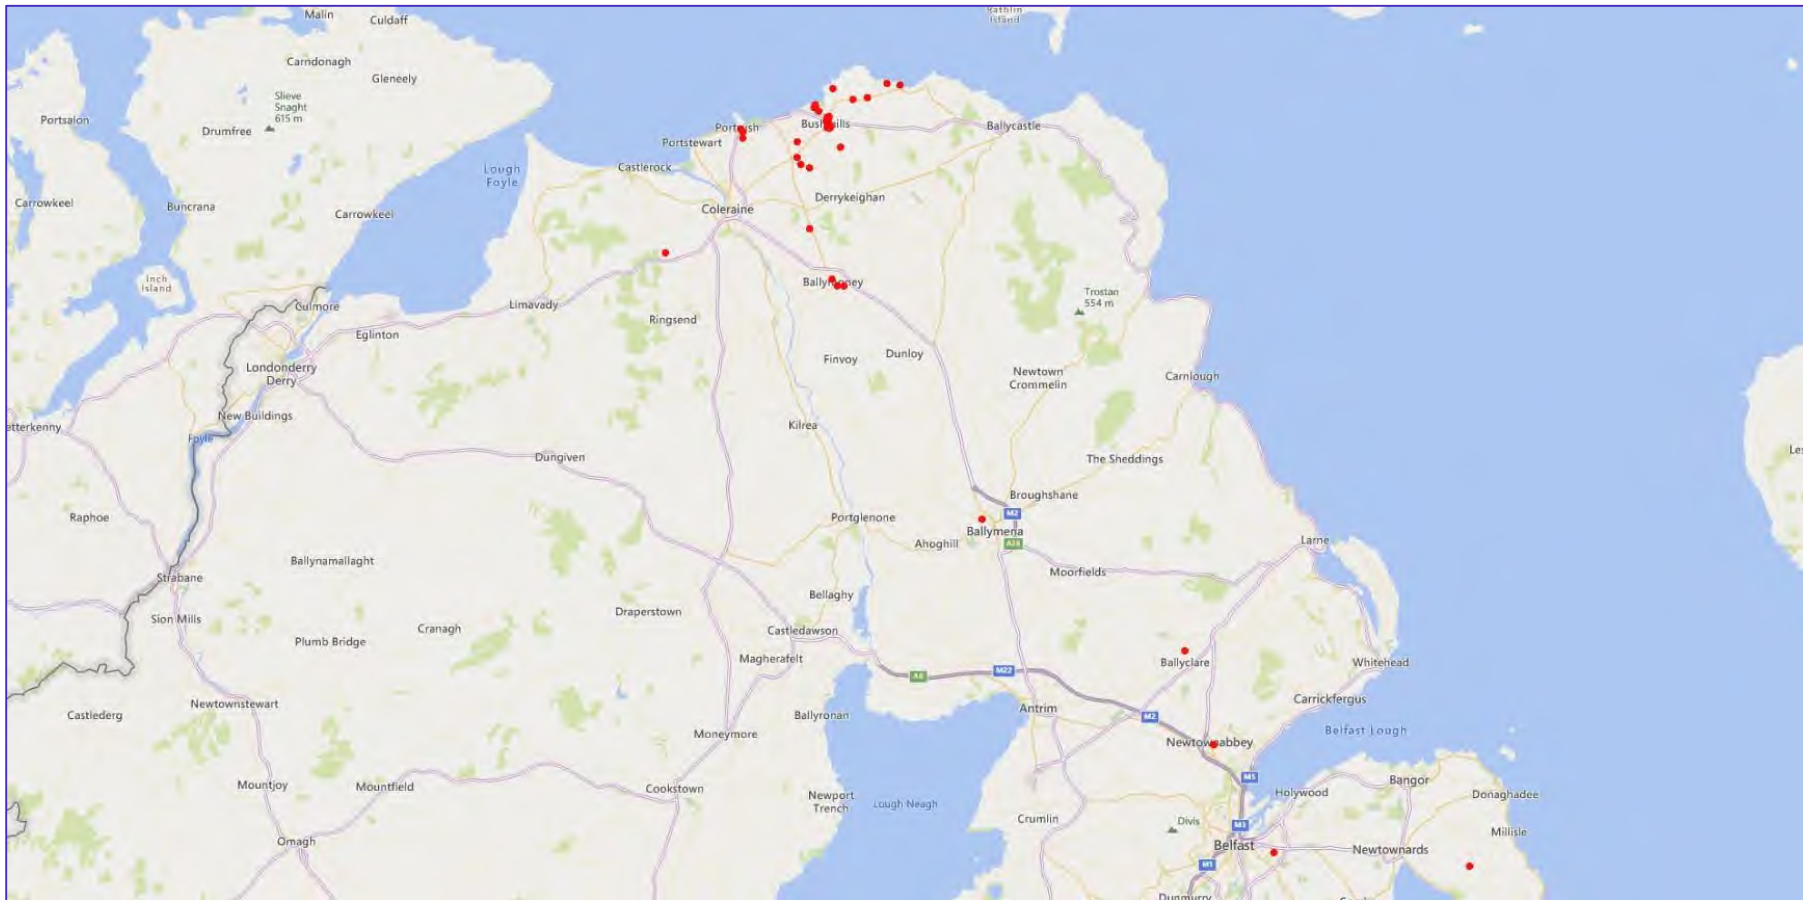 Malin
Culdaff
Rathlin
Island
Carndonagh
Gleneely
Slieve
Snaght
615 m
Portsalon
Drumfree
Bushmills
Ballycastle
Portrush
Portstewart
Castlerock
Lough
Foyle
Carrowkeel
Buncrana
Carrowkeel
Derrykeighan
Coleraine
Inch
Island
Ballymoney
Trostan
554 m
Culmore
Limavady
Ringsend
Eglinton
Finvoy
Dunloy
Londonderry
Derry
Newtown
Crommelin
Carnlough
New Buildings
etterkenny
Foyle
Kilrea
Les
Dungiven
The Sheddings
Broughshane
Raphoe
Portglenone
M2
Ballymena
Ahoghill
Larne
Ballynamallaght
Moorfields
Strabane
Bellaghy
Sion Mills
Draperstown
Cranagh
Castledawson
Plumb Bridge
Magherafelt
Ballyclare
Whitehead
M22
A6
Newtownstewart
Carrickfergus
Castlederg
Ballyronan
Antrim
M2
Moneymore
Belfast Lough
Newtownabbey
M5
Bangor
Mountjoy
Mountfield
Cookstown
Newport
Trench
Lough Neagh
Holywood
Donaghadee
Crumlin
Divis
M3
Millisle
Omagh
Belfast
Newtownards
M1
Dunmurry